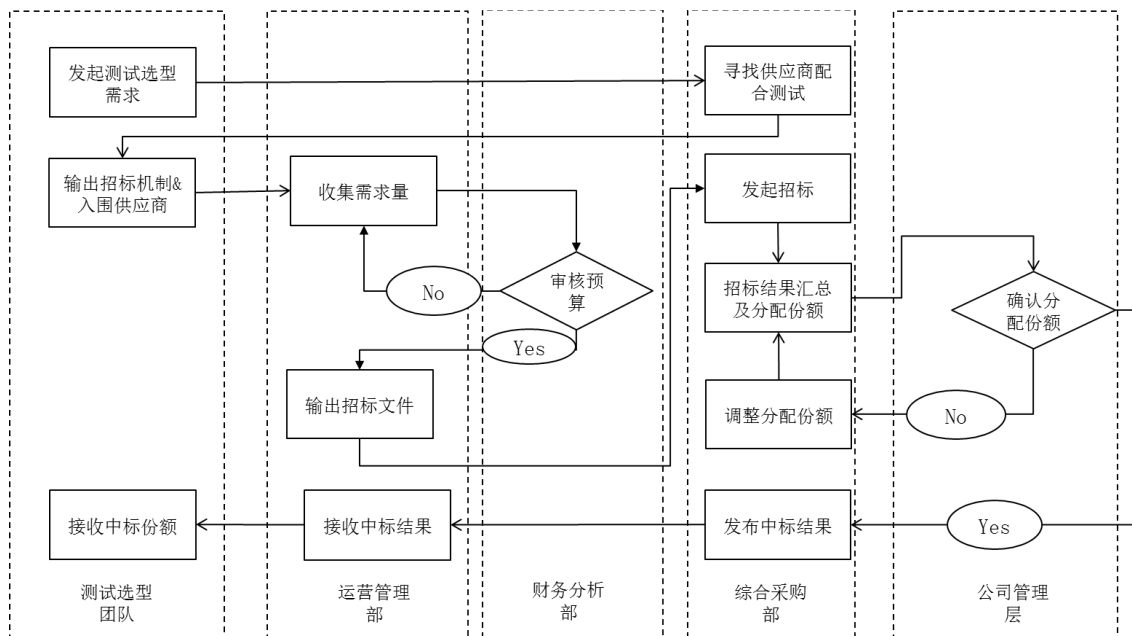 发起测试选型
需求
寻找供应商配
合测试
输出招标机制&
入围供应商
收集需求量
发起招标
审核预
算
No
招标结果汇总
及分配份额
确认分
配份额
Yes
输出招标文件
调整分配份额
No
接收中标份额
接收中标结果
发布中标结果
Yes
测试选型
团队
运营管理
部
财务分析
部
综合采购
部
公司管理
层